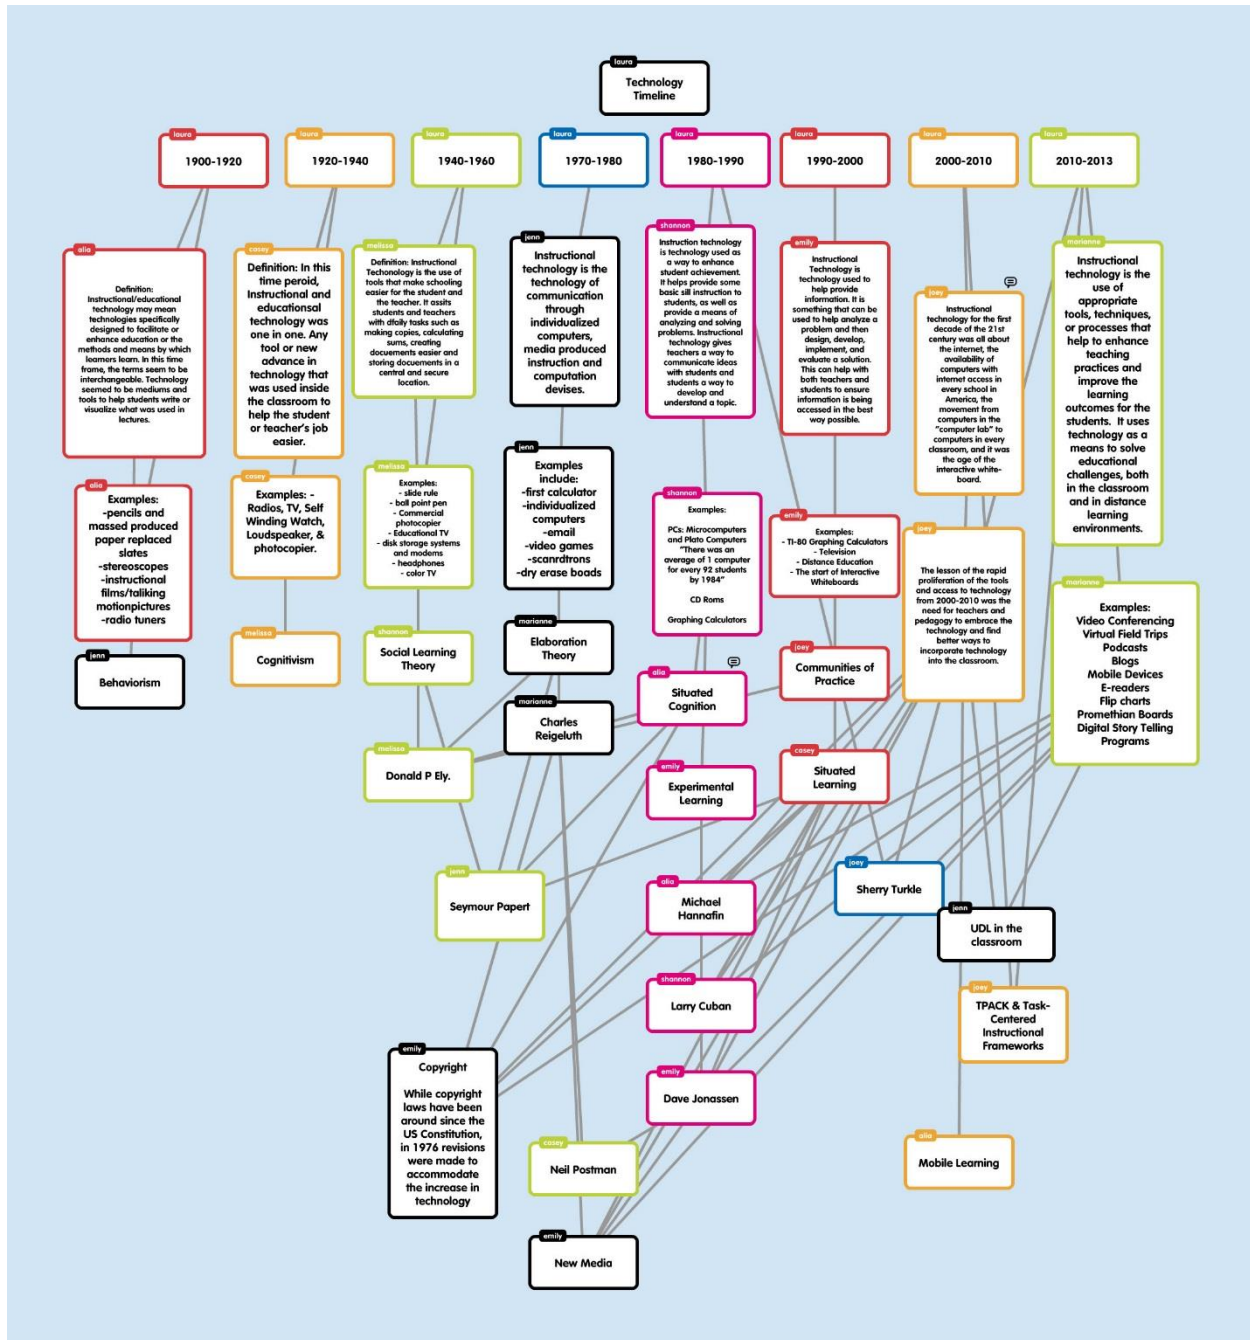 laura
Technology
Timeline
laura
1900-1920
laura
1920-1940
laura
1940-1960
laura
1970-1980
laura
1980-1990
laura
1990-2000
laura
2000-2010
laura
2010-2013
alia
Definition:
Instructional/educational
technology may mean
technologies specifically
designed to facilitate or
enhance education or the
methods and means by which
learners learn. In this time
frame, the terms seem to be
interchangeable. Technology
seemed to be mediums and
tools to help students write or
visualize what was used in
lectures.
casey
Definition: In this
time peroid,
Instructional and
educationsal
technology was
one in one. Any
tool or new
advance in
technology that
was used inside
the classroom to
help the student
or teacher's job
easier.
melissa
Definition: Instructional
Techonology is the use of
tools that make schooling
easier for the student and
the teacher. It assits
students and teachers
with dfaily tasks such as
making copies, calculating
sums, creating
docuements easier and
storing documents in a
central and secure
location.
jenn
Instructional
technology is the
technology of
communication
through
individualized
computers,
media produced
instruction and
computation
devises.
shannon
Instruction technology
is technology used as
a way to enhance
student achievement.
It helps provide some
basic sill instruction to
students, as well as
provide a means of
analyzing and solving
problems. Instructional
technology gives
teachers a way to
communicate ideas
with students and
students a way to
develop and
understand a topic.
emily
Instructional
Technology is
technology used to
help provide
information. It is
something that can be
used to help analyze a
problem and then
design, develop,
implement, and
evaluate a solution.
This can help with
both teachers and
students to ensure
information is being
accessed in the best
way possible.
joey
Instructional
technology for the first
decade of the 21st
century was all about
the internet, the
availability of
computers with
internet access in
every school in
America, the
movement from
computers in the
"computer lab" to
computers in every
classroom, and it was
the age of the
interactive white-
board.
marianne
Instructional
technology is the
use of
appropriate
tools, techniques,
or processes that
help to enhance
teaching
practices and
improve the
learning
outcomes for the
students. It uses
technology as a
means to solve
educational
challenges, both
in the classroom
and in distance
learning
environments.
alia
Examples:
-pencils and
massed produced
paper replaced
slates
-stereoscopes
-instructional
films/taliking
motionpictures
-radio tuners
casey
Examples: -
Radios, TV, Self
Winding Watch,
Loudspeaker, &
photocopier.
melissa
Examples:
- slide rule
- ball point pen
- Commercial
photocopier
- Educational TV
- disk storage systems
and modems
- headphones
- color TV
jenn
Examples
include:
-first calculator
-individualized
computers
-email
-video games
-scanrdtrons
-dry erase boads
shannon
Examples:
PCs: Microcomputers
and Plato Computers
"There was an
average of 1 computer
for every 92 students
by 1984"
CD Roms
Graphing Calculators
emily
Examples:
- TI-80 Graphing Calculators
- Television
- Distance Education
- The start of Interactive
Whiteboards
joey
The lesson of the rapid
proliferation of the tools
and access to technology
from 2000-2010 was the
need for teachers and
pedagogy to embrace the
technology and find
better ways to
incorporate technology
into the classroom.
marianne
Examples:
Video Conferencing
Virtual Field Trips
Podcasts
Blogs
Mobile Devices
E-readers
Flip charts
Promethian Boards
Digital Story Telling
Programs
jenn
Behaviorism
melissa
Cognitivism
shannon
Social Learning
Theory
marianne
Elaboration
Theory
alia
Situated
Cognition
joey
Communities of
Practice
marianne
Charles
Reigeluth
melissa
Donald P Ely.
emily
Experimental
Learning
casey
Situated
Learning
jenn
Seymour Papert
alia
Michael
Hannafin
joey
Sherry Turkle
jenn
UDL in the
classroom
shannon
Larry Cuban
joey
TPACK & Task-
Centered
Instructional
Frameworks
emily
Copyright
While copyright
laws have been
around since the
US Constitution,
in 1976 revisions
were made to
accommodate
the increase in
technology
emily
Dave Jonassen
casey
Neil Postman
alia
Mobile Learning
emily
New Media